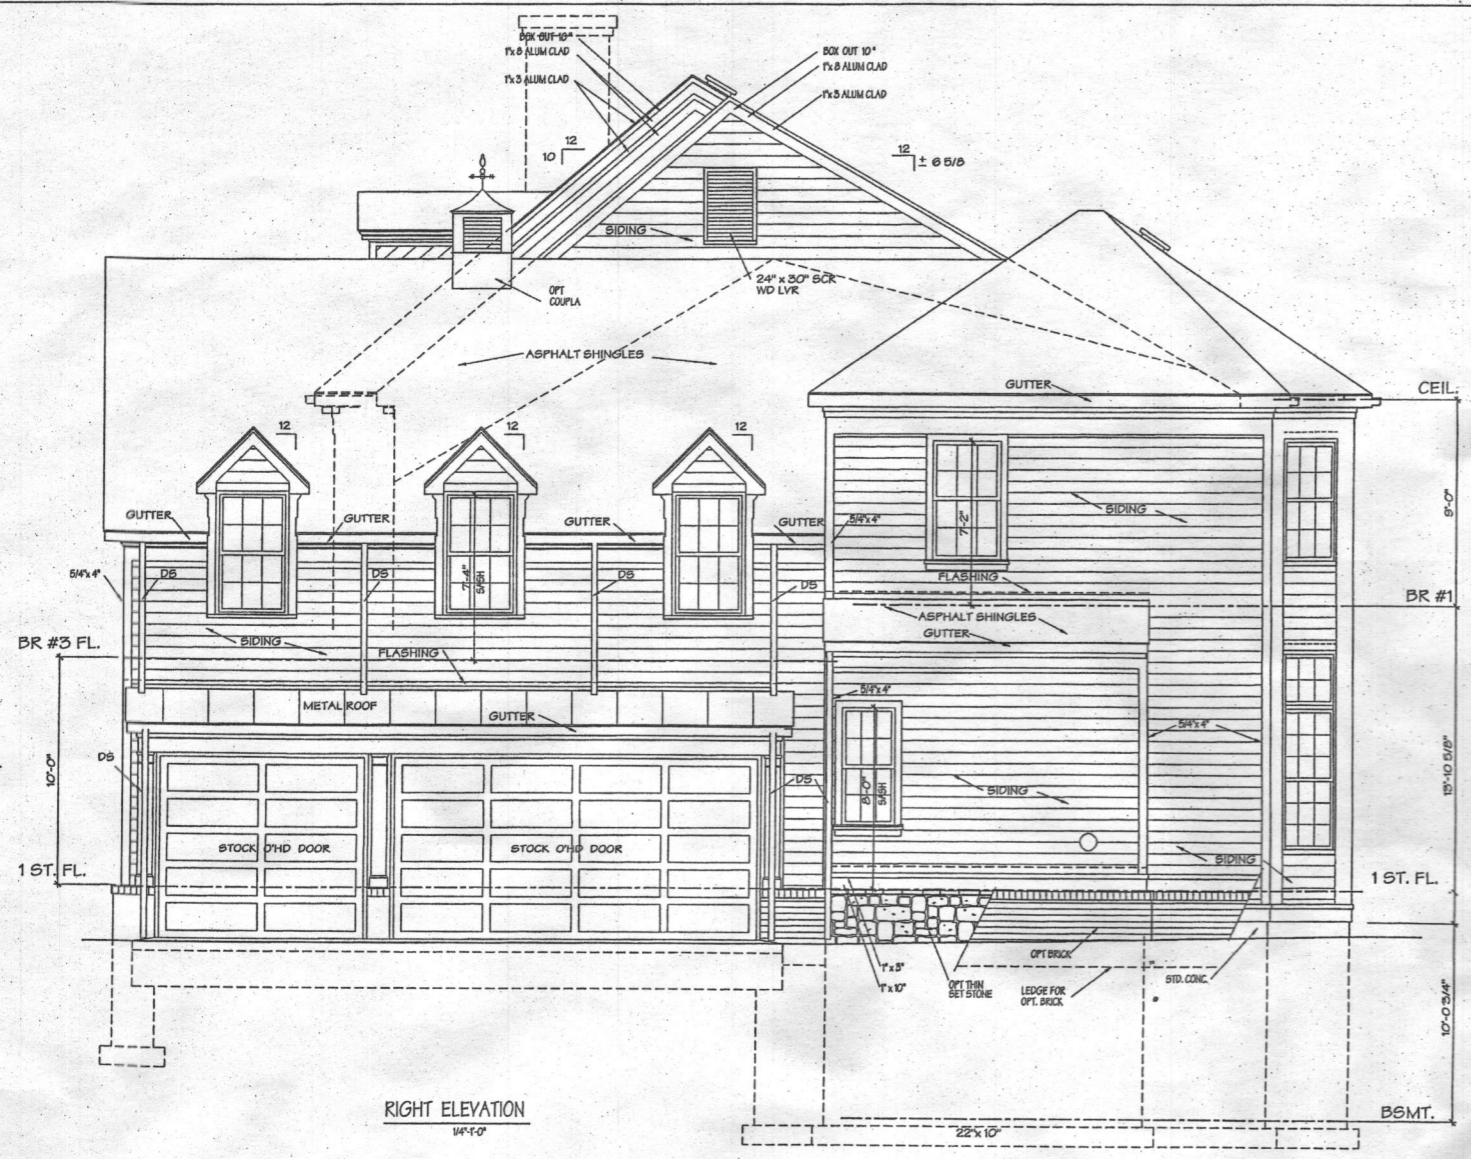 BOX OUT 10"
1"x 8 ALUM CLAD
1"x 3 ALUM CLAD
BOX OUT 10"
1"x 8 ALUM CLAD
1"x 3 ALUM CLAD
12
10
12
± 6 5/8
SIDING
24" x 30" SCR
WD LVR
OPT
COUPLA
ASPHALT SHINGLES
GUTTER
CEIL.
12
12
12
GUTTER
GUTTER
GUTTER
GUTTER
5/4"x 4"
SIDING
7'-2"
9'-0"
5/4"x 4"
DS
DS
DS
DS
7'-4"
SASH
FLASHING
BR #1
ASPHALT SHINGLES
GUTTER
BR #3 FL.
SIDING
FLASHING
METAL ROOF
GUTTER
5/4"x 4"
5/4"x 4"
DS
10'-0"
DS
8'-0"
SASH
SIDING
13'-10 5/8"
STOCK O'HD DOOR
STOCK O'HD DOOR
SIDING
1 ST. FL.
1 ST. FL.
1" x 3"
1" x 10"
OPT THIN
SET STONE
OPT BRICK
LEDGE FOR
OPT. BRICK
STD. CONC.
10'-0 3/4"
RIGHT ELEVATION
1/4"-1'-0"
BSMT.
22"x 10"